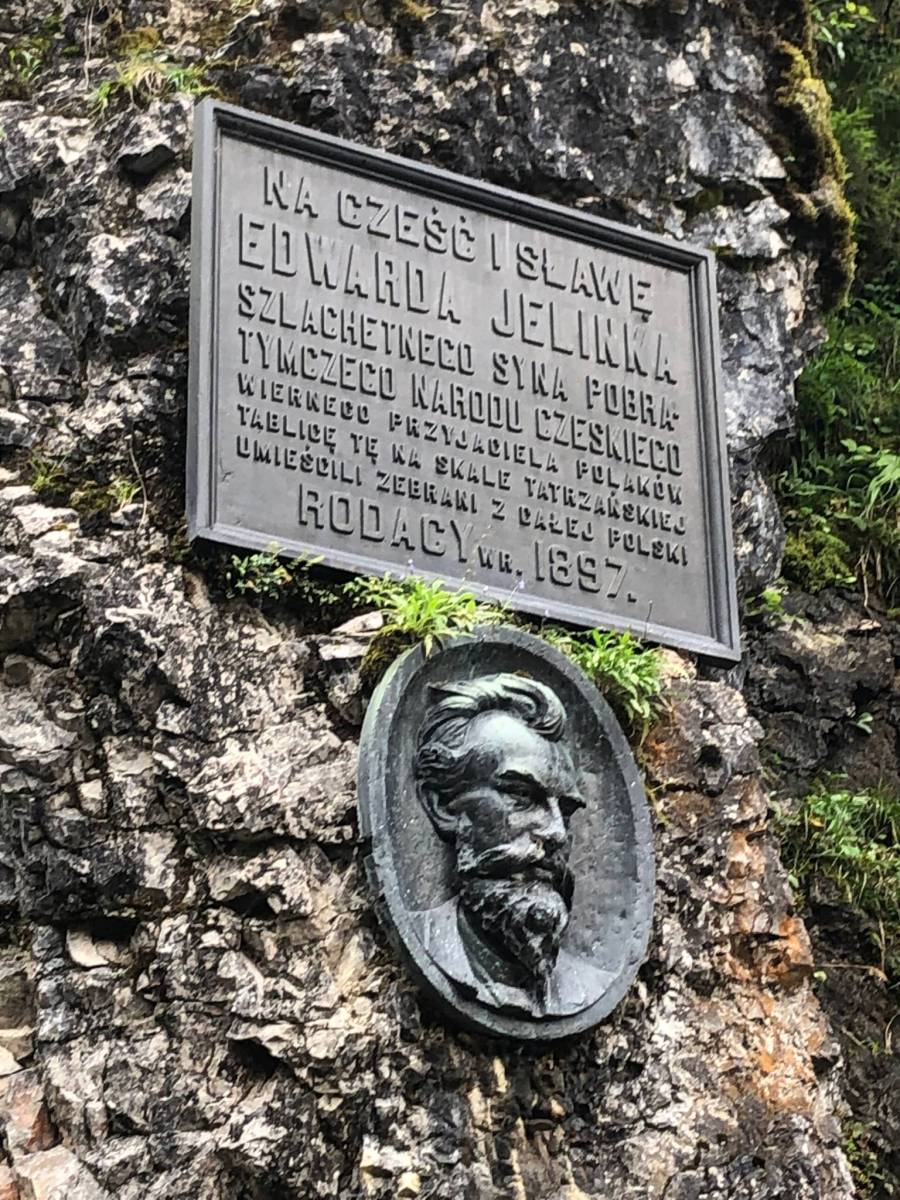 NA CZEŚĆ I SŁAWĘ
EDWARDA JELINKA
SZLACHETNEGO SYNA POBRA-
TYMCZEGO NARODU CZESKIEGO
WIERNEGO PRZYJACIELA POLAKÓW
TABLICĘ TĘ NA SKALE TATRZAŃSKIEJ
UMIEŚCILI ZEBRANI Z CAŁEJ POLSKI
RODACY W R. 1897.